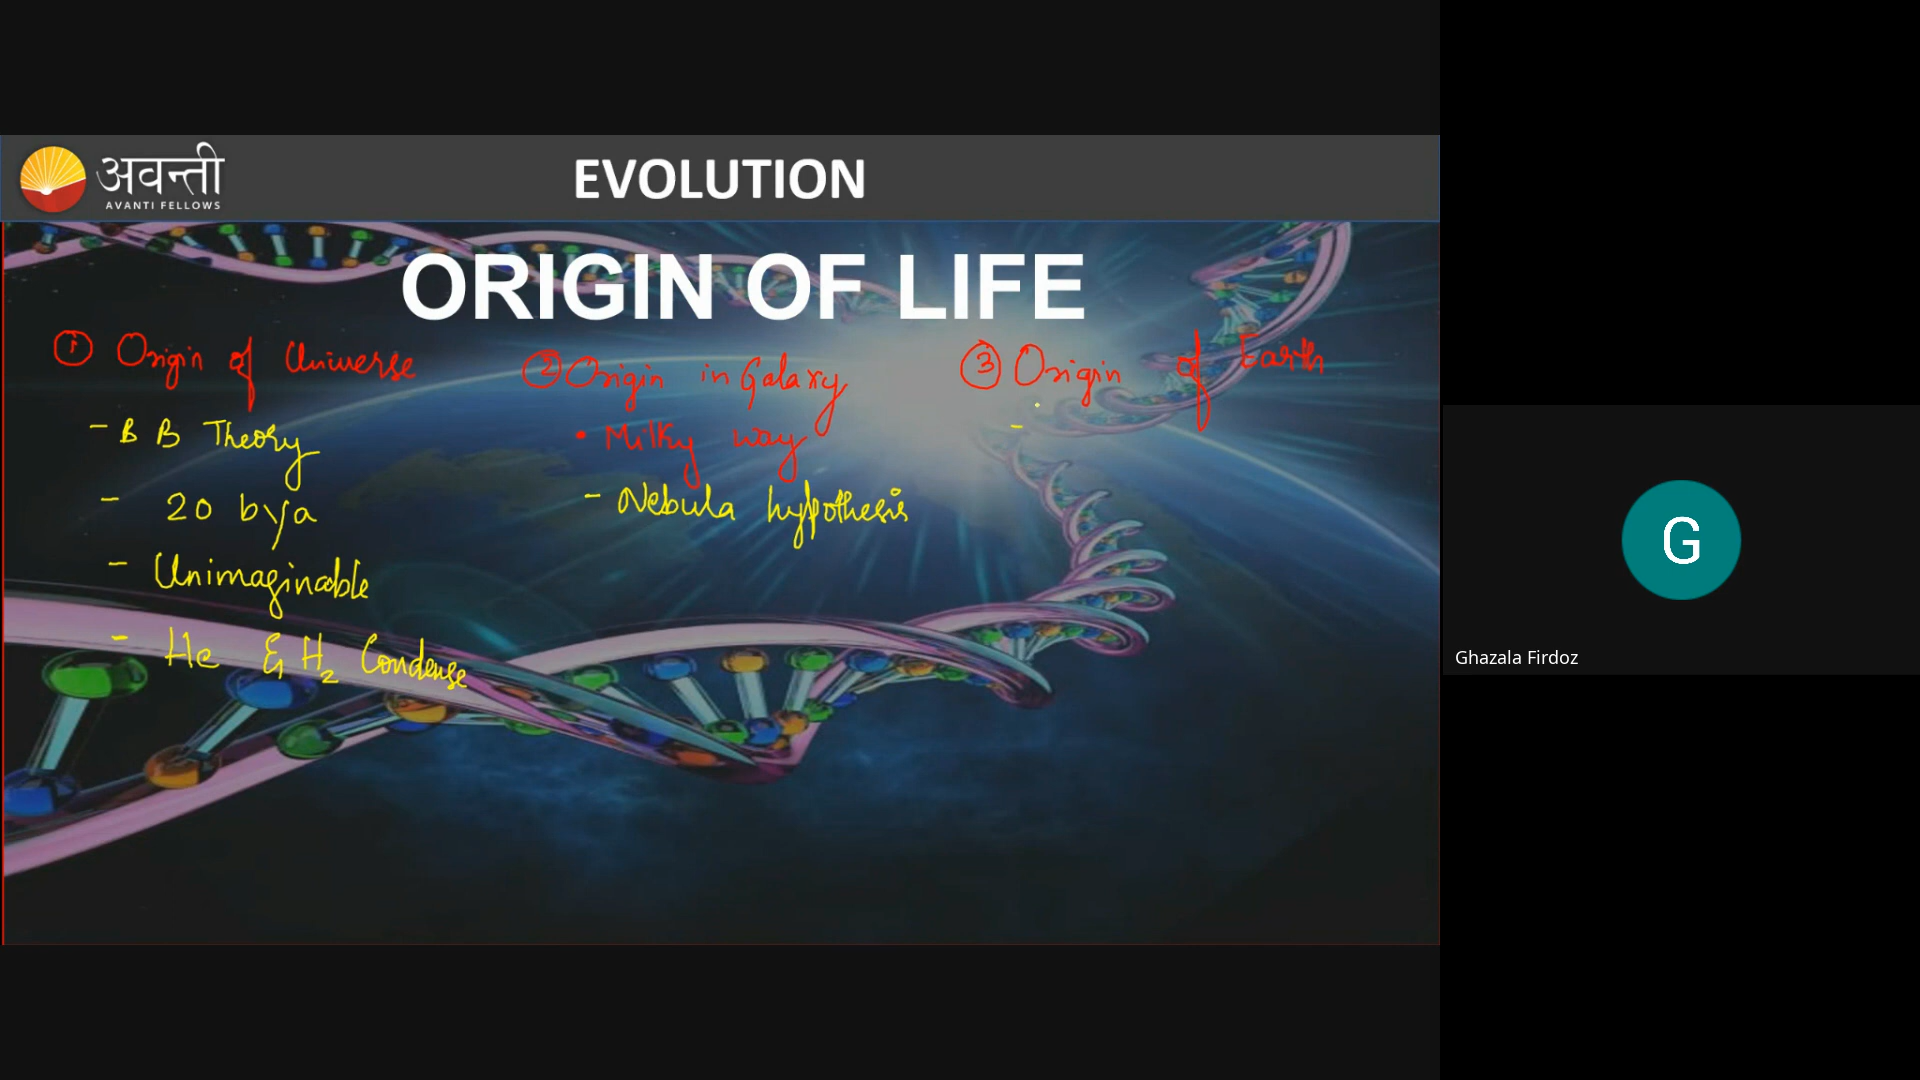 अवन्ती
AVANTI FELLOWS
EVOLUTION
ORIGIN OF LIFE
① Origin of Universe
- B B Theory
- 20 bya
- Unimaginable
- He & H2 Condense
② Origin in Galaxy
• Milky way
- Nebula hypothesis
③ Origin of Earth
-
G
Ghazala Firdoz